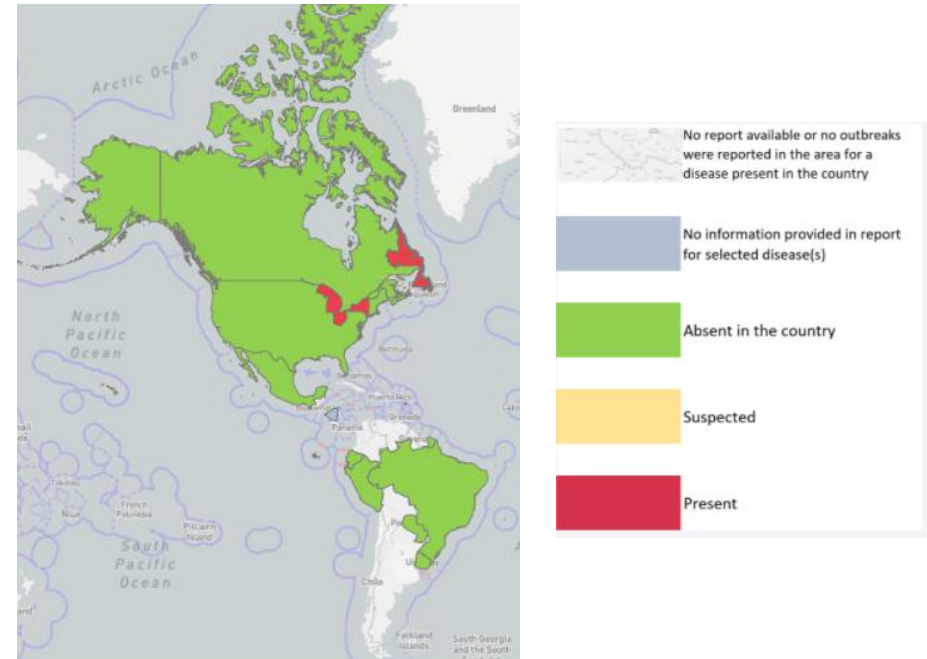 Arctic Ocean
Greenland
North
Pacific
Ocean
Bermuda
Puerto Rico
Grenada
Panama
Tokelau
Niue
French
Polynesia
Pitcairn
Island
South
Pacific
Ocean
Chile
Falkland
Islands
South Georgia
and the South
No report available or no outbreaks
were reported in the area for a
disease present in the country
No information provided in report
for selected disease(s)
Absent in the country
Suspected
Present